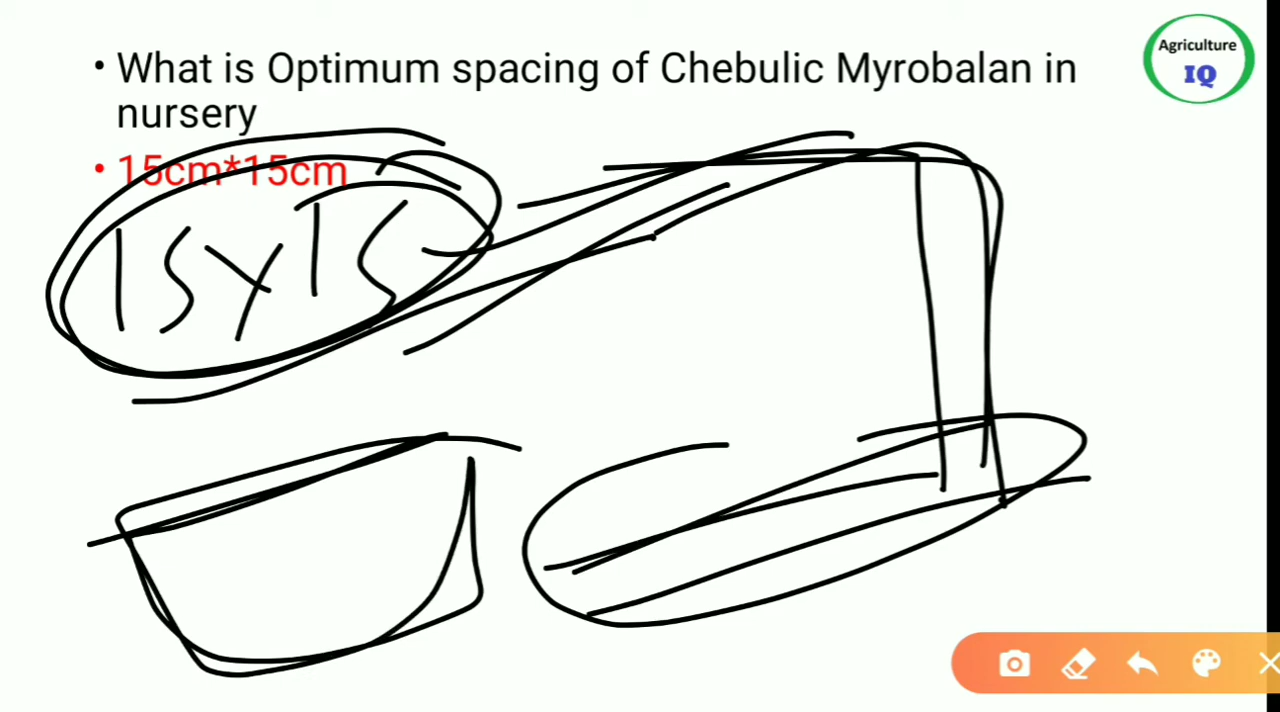 Agriculture
IQ
• What is Optimum spacing of Chebulic Myrobalan in
nursery
• 15cm*15cm
15x15